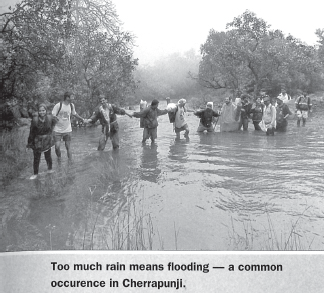 Too much rain means flooding — a common
occurence in Cherrapunji.